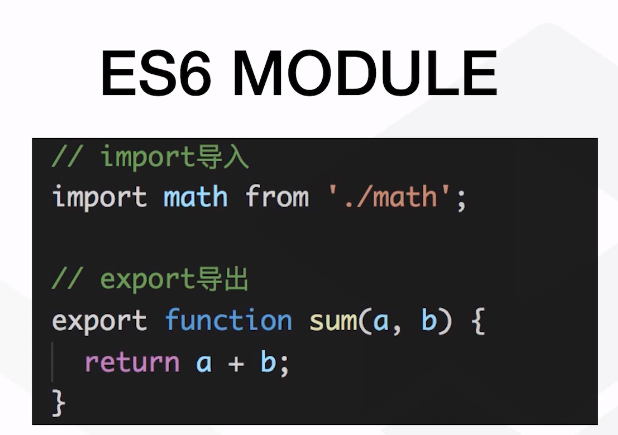 ES6 MODULE
// import导入
import math from './math';
// export导出
export function sum(a, b) {
return a + b;
}